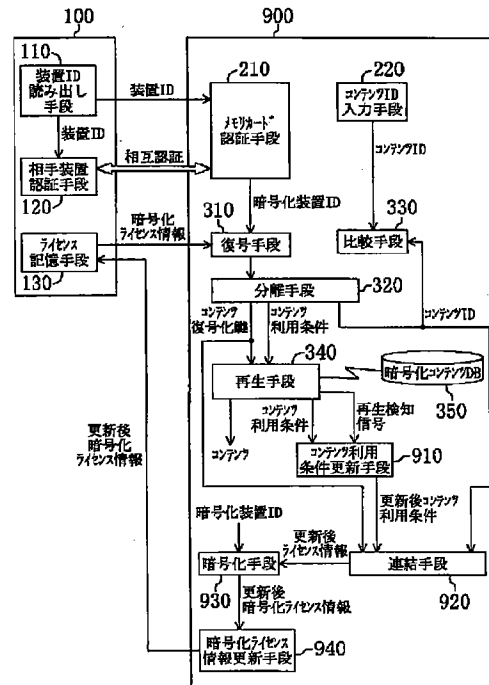 100
900
110
装置ID
読み出し
手段
装置ID
210
メモリカード
認証手段
220
コンテンツID
入力手段
装置ID
相手装置
認証手段
120
相互認証
コンテンツID
暗号化装置ID
暗号化
ライセンス情報
310
復号手段
330
比較手段
ライセンス
記憶手段
130
分離手段
320
コンテンツ
復号化鍵
コンテンツ
利用条件
コンテンツID
340
再生手段
暗号化コンテンツDB
350
コンテンツ
コンテンツ
利用条件
再生検知
信号
更新後
暗号化
ライセンス情報
コンテンツ利用
条件更新手段
910
暗号化装置ID
更新後コンテンツ
利用条件
更新後
ライセンス情報
暗号化手段
930
連結手段
920
更新後
暗号化ライセンス情報
暗号化ライセンス
情報更新手段
940